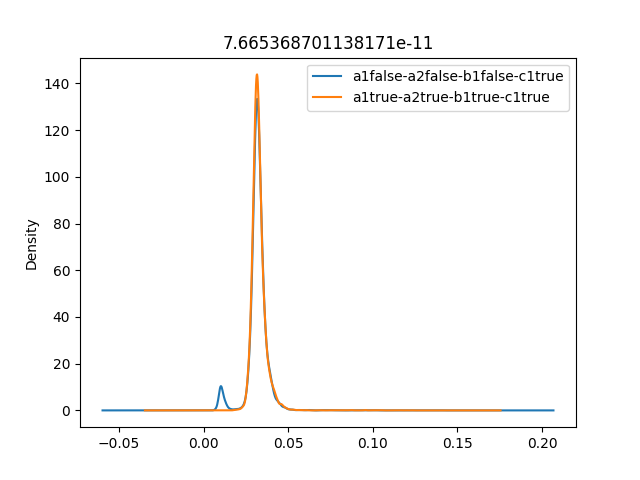 7.665368701138171e-11
a1false-a2false-b1false-c1true
a1true-a2true-b1true-c1true
Density
140
120
100
80
60
40
20
0
−0.05 0.00 0.05 0.10 0.15 0.20